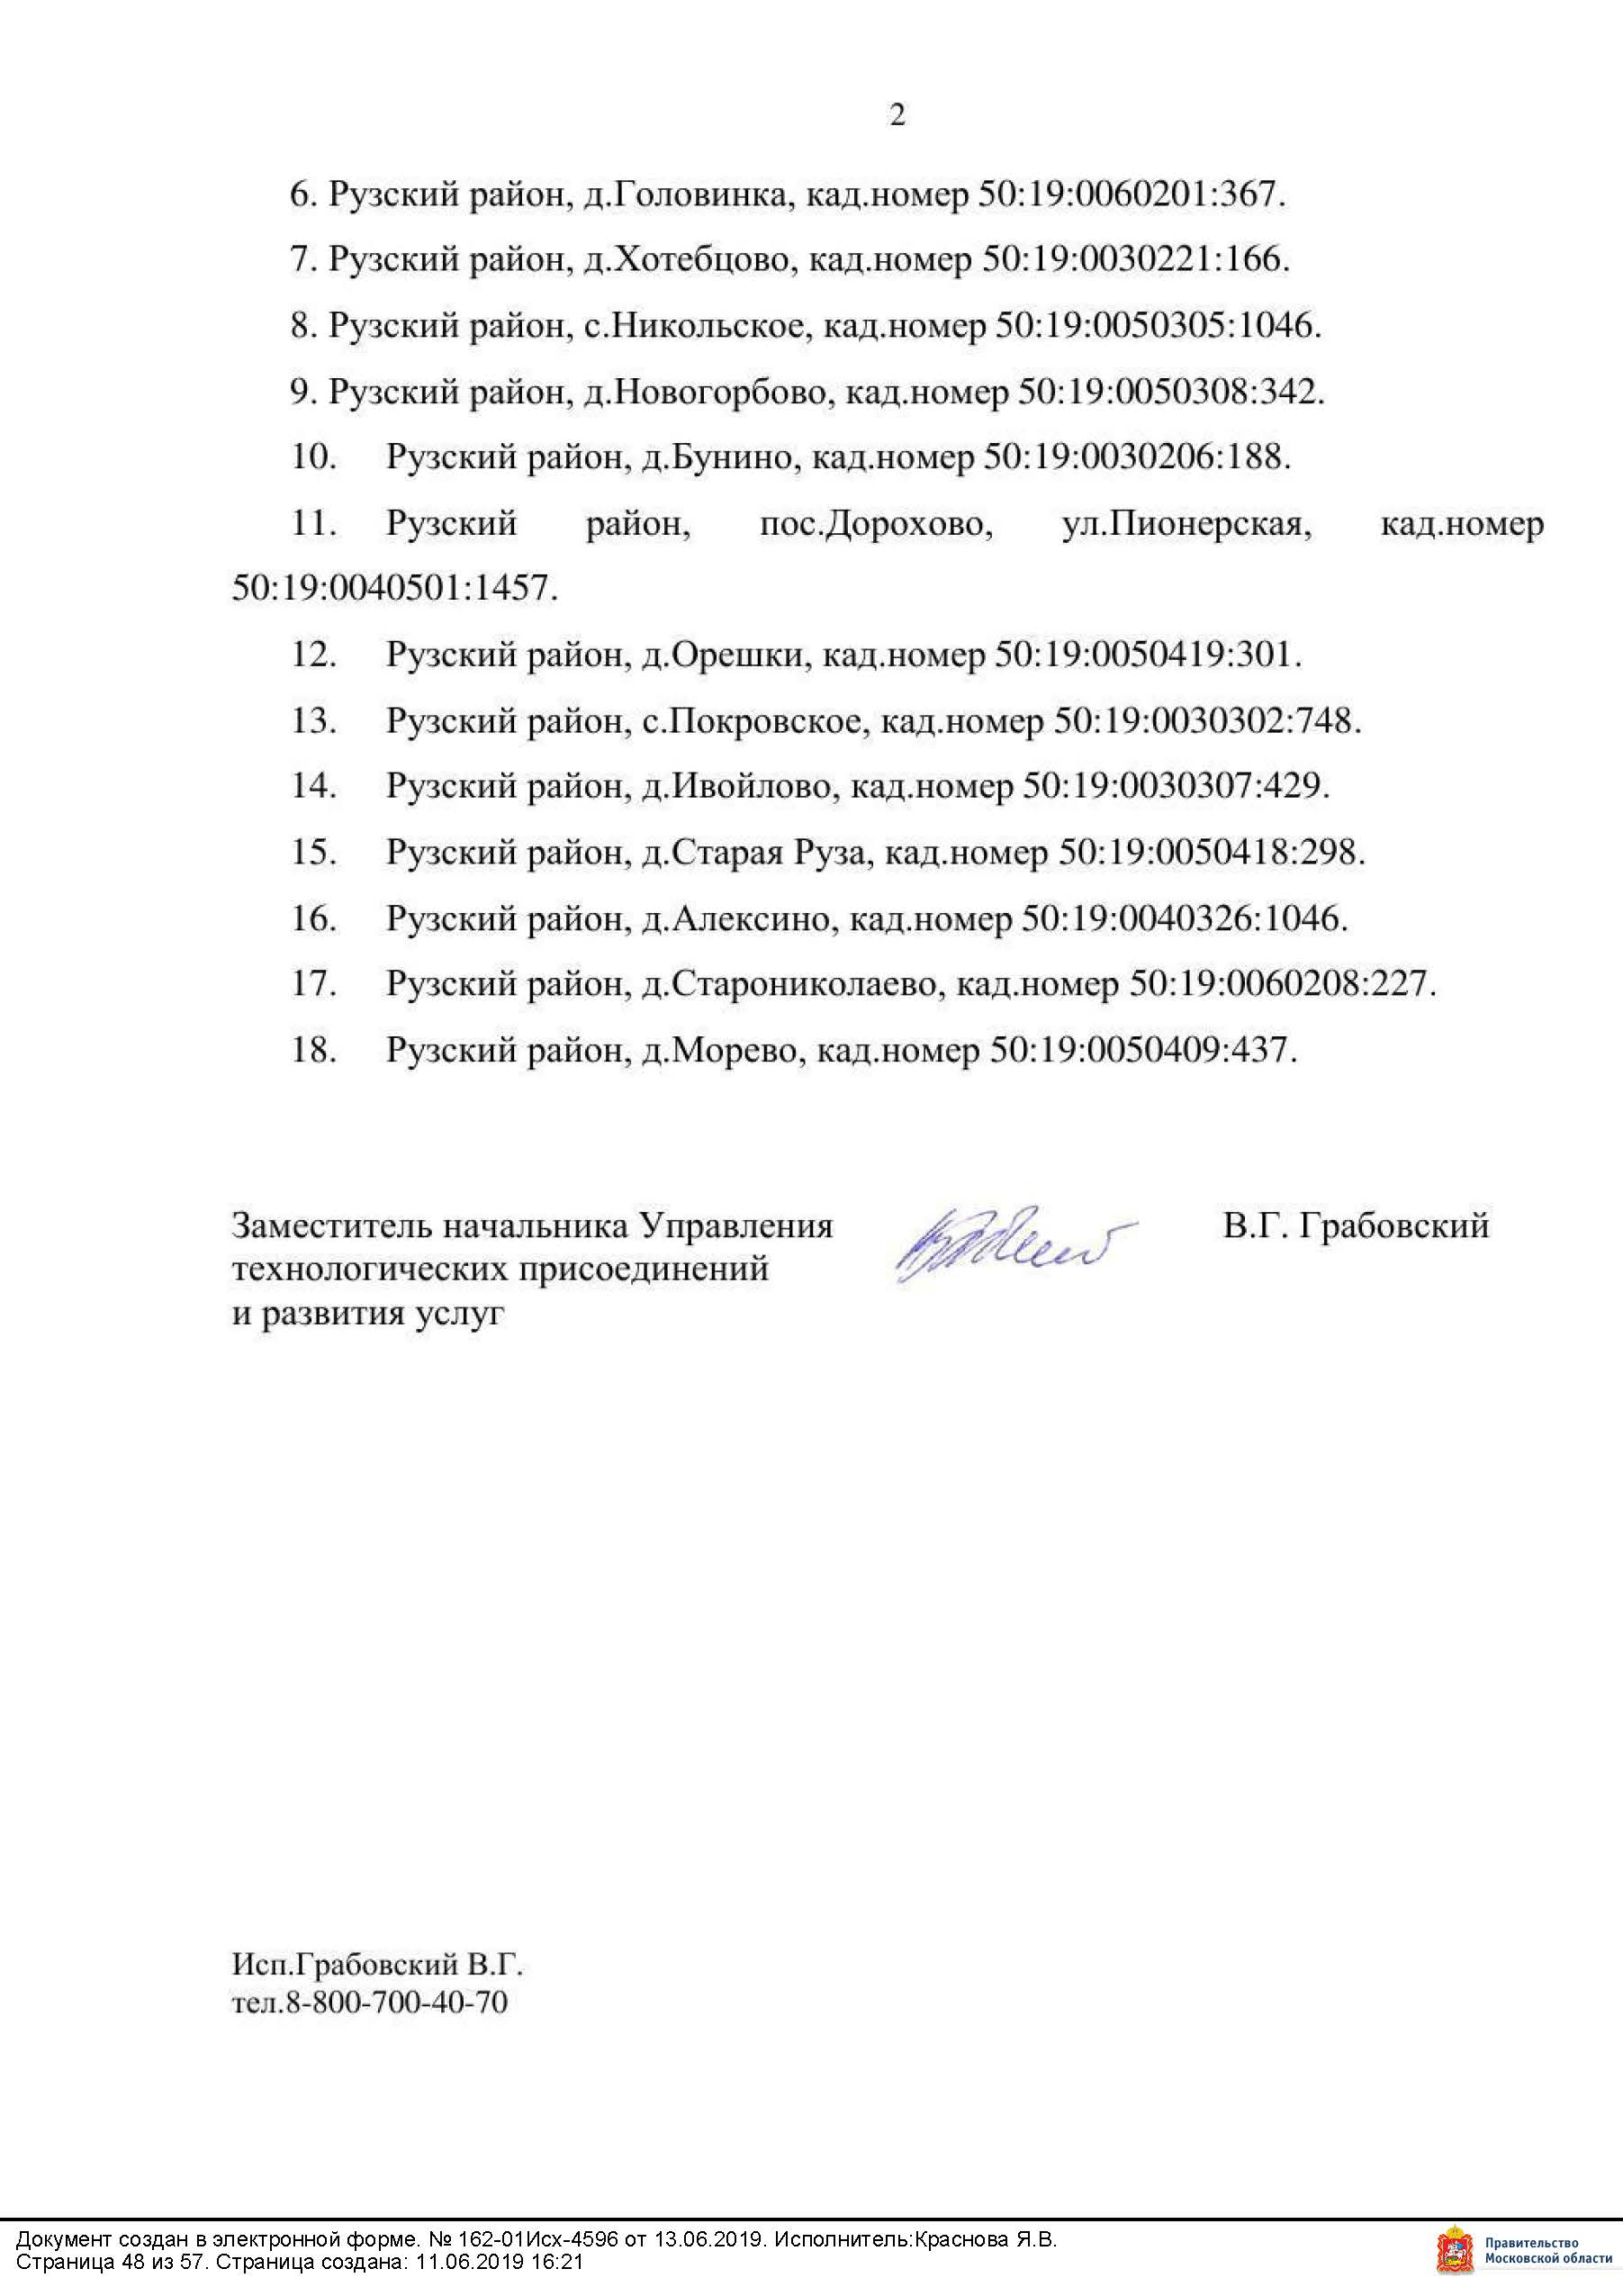 2
6. Рузский район, д.Головинка, кад.номер 50:19:0060201:367.
7. Рузский район, д.Хотебцово, кад.номер 50:19:0030221:166.
8. Рузский район, с.Никольское, кад.номер 50:19:0050305:1046.
9. Рузский район, д.Новогорбово, кад.номер 50:19:0050308:342.
10. Рузский район, д.Бунино, кад.номер 50:19:0030206:188.
11. Рузский район, пос.Дорохово, ул.Пионерская, кад.номер
50:19:0040501:1457.
12. Рузский район, д.Орешки, кад.номер 50:19:0050419:301.
13. Рузский район, с.Покровское, кад.номер 50:19:0030302:748.
14. Рузский район, д.Ивойлово, кад.номер 50:19:0030307:429.
15. Рузский район, д.Старая Руза, кад.номер 50:19:0050418:298.
16. Рузский район, д.Алексино, кад.номер 50:19:0040326:1046.
17. Рузский район, д.Старониколаево, кад.номер 50:19:0060208:227.
18. Рузский район, д.Морево, кад.номер 50:19:0050409:437.
Заместитель начальника Управления В.Г. Грабовский
технологических присоединений
и развития услуг
Исп.Грабовский В.Г.
тел.8-800-700-40-70
Документ создан в электронной форме. № 162-01Исх-4596 от 13.06.2019. Исполнитель:Краснова Я.В.
Страница 48 из 57. Страница создана: 11.06.2019 16:21
Правительство
Московской области